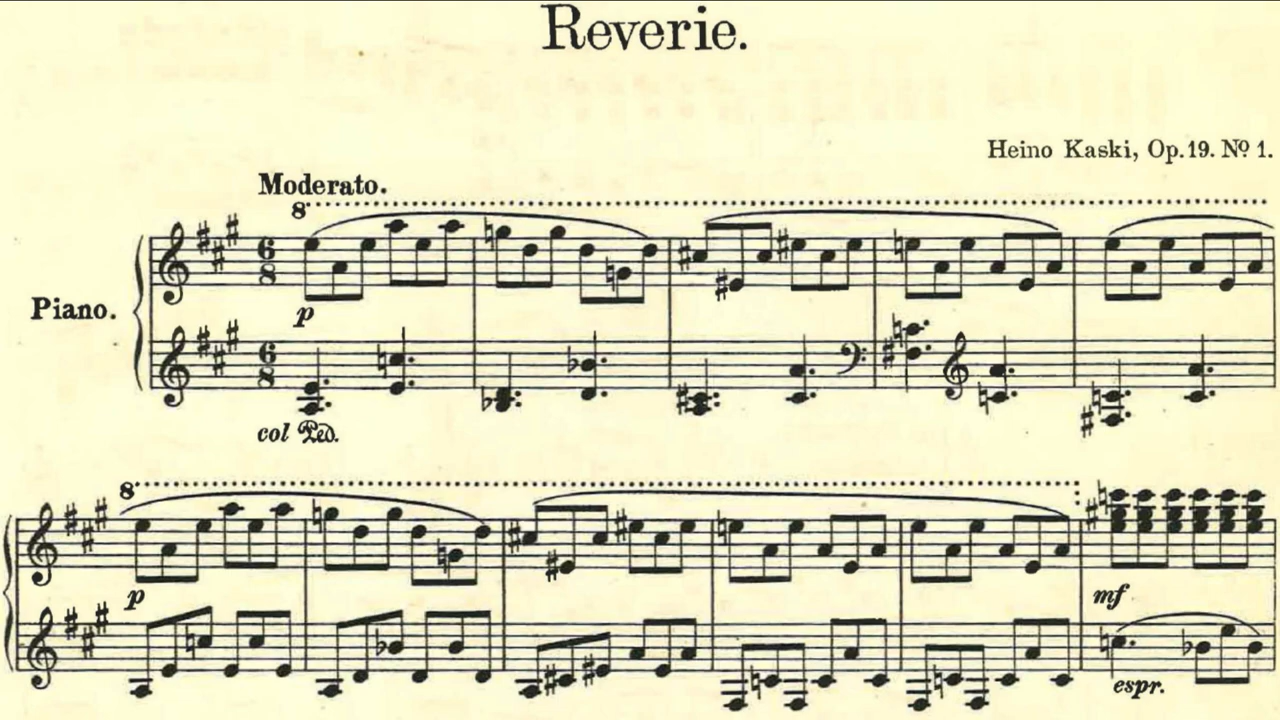 Reverie.
Heino Kaski, Op.19. Nº 1.
Moderato.
8
Piano.
6
8
p
6
8
col Ped.
8
p
mf
espr.